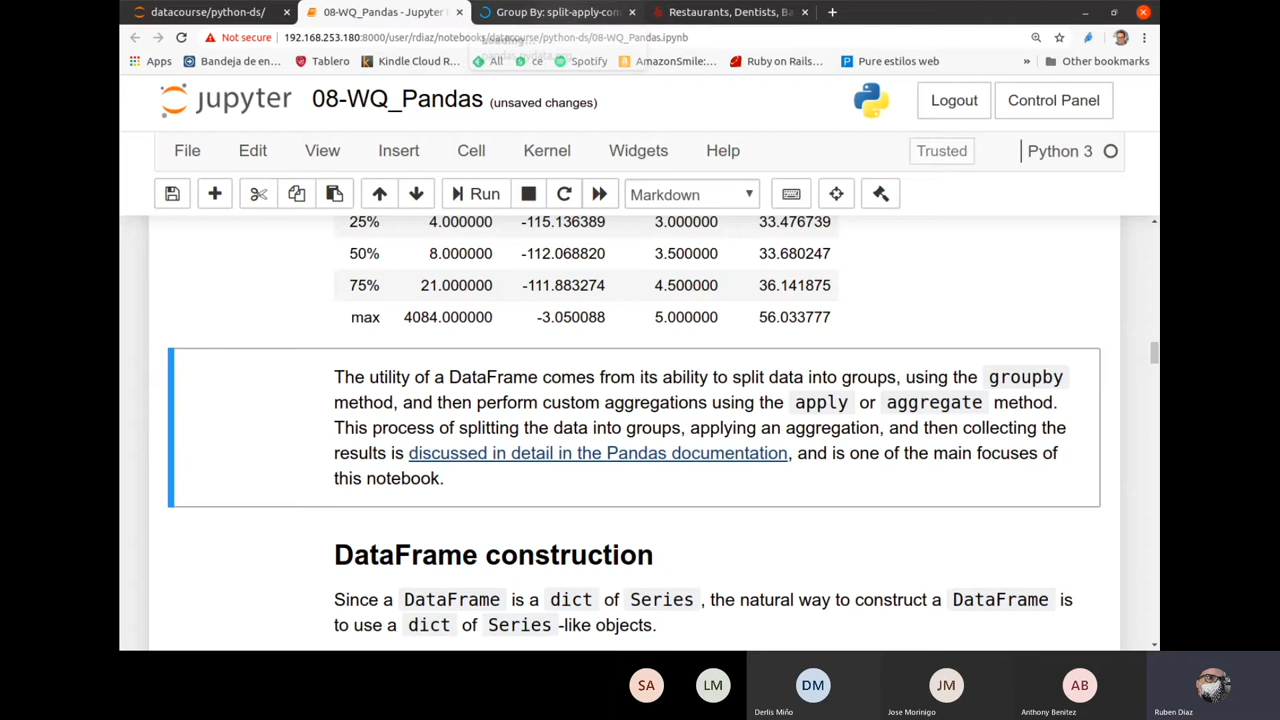 datacourse/python-ds/
08-WQ_Pandas - Jupyter
Group By: split-apply-com
Restaurants, Dentists, Ba
Not secure
192.168.253.180:8000/user/rdiaz/notebooks/datacourse/python-ds/08-WQ_Pandas.ipynb
Loading...
pandas.pydata.org
Apps
Bandeja de en...
Tablero
Kindle Cloud R...
All
ce
Spotify
AmazonSmile:...
Ruby on Rails...
Pure estilos web
»
Other bookmarks
jupyter
08-WQ_Pandas (unsaved changes)
Logout
Control Panel
File
Edit
View
Insert
Cell
Kernel
Widgets
Help
Trusted
Python 3
Run
Markdown
25% 4.000000 -115.136389 3.000000 33.476739
50% 8.000000 -112.068820 3.500000 33.680247
75% 21.000000 -111.883274 4.500000 36.141875
max 4084.000000 -3.050088 5.000000 56.033777
The utility of a DataFrame comes from its ability to split data into groups, using the groupby
method, and then perform custom aggregations using the apply or aggregate method.
This process of splitting the data into groups, applying an aggregation, and then collecting the
results is discussed in detail in the Pandas documentation, and is one of the main focuses of
this notebook.
DataFrame construction
Since a DataFrame is a dict of Series , the natural way to construct a DataFrame is
to use a dict of Series -like objects.
SA
LM
DM
JM
AB
Derlis Miño
Jose Morinigo
Anthony Benitez
Ruben Diaz